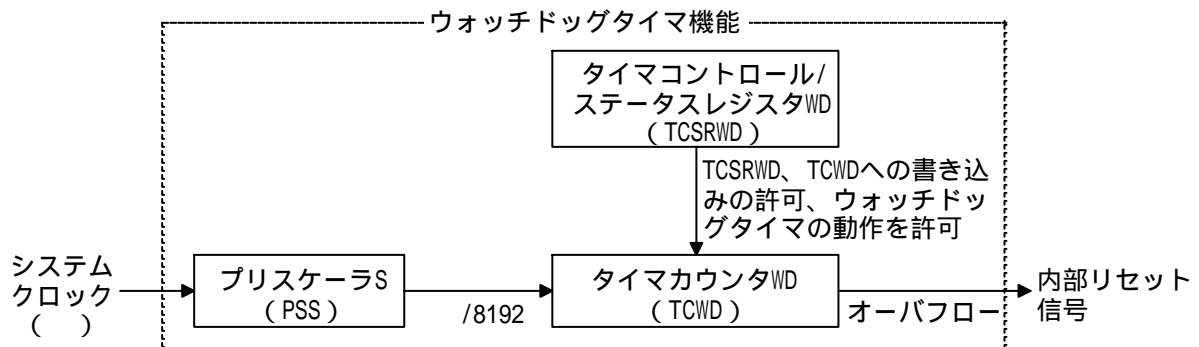 ウォッチドッグタイマ機能
タイマコントロール/
ステータスレジスタWD
(TCSRWD)
TCSRWD、TCWDへの書き込
みの許可、ウォッチドッ
グタイマの動作を許可
システム
クロック
( )
プリスケーラS
(PSS)
/8192
タイマカウンタWD
(TCWD)
オーバフロー
内部リセット
信号